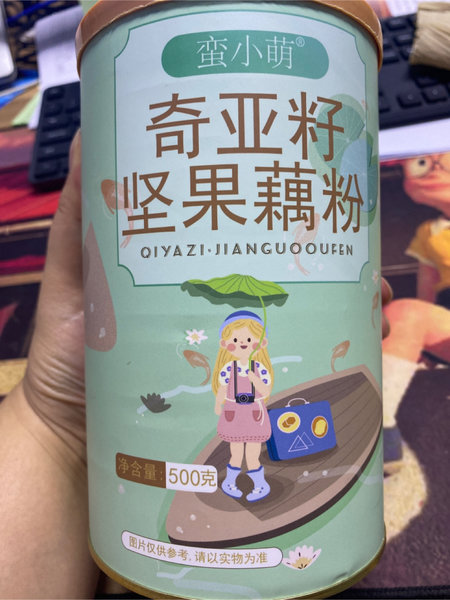 蛮小萌®
奇亚籽
坚果藕粉
QIYAZI·JIANGUOOUFEN
净含量：500克
图片仅供参考，请以实物为准